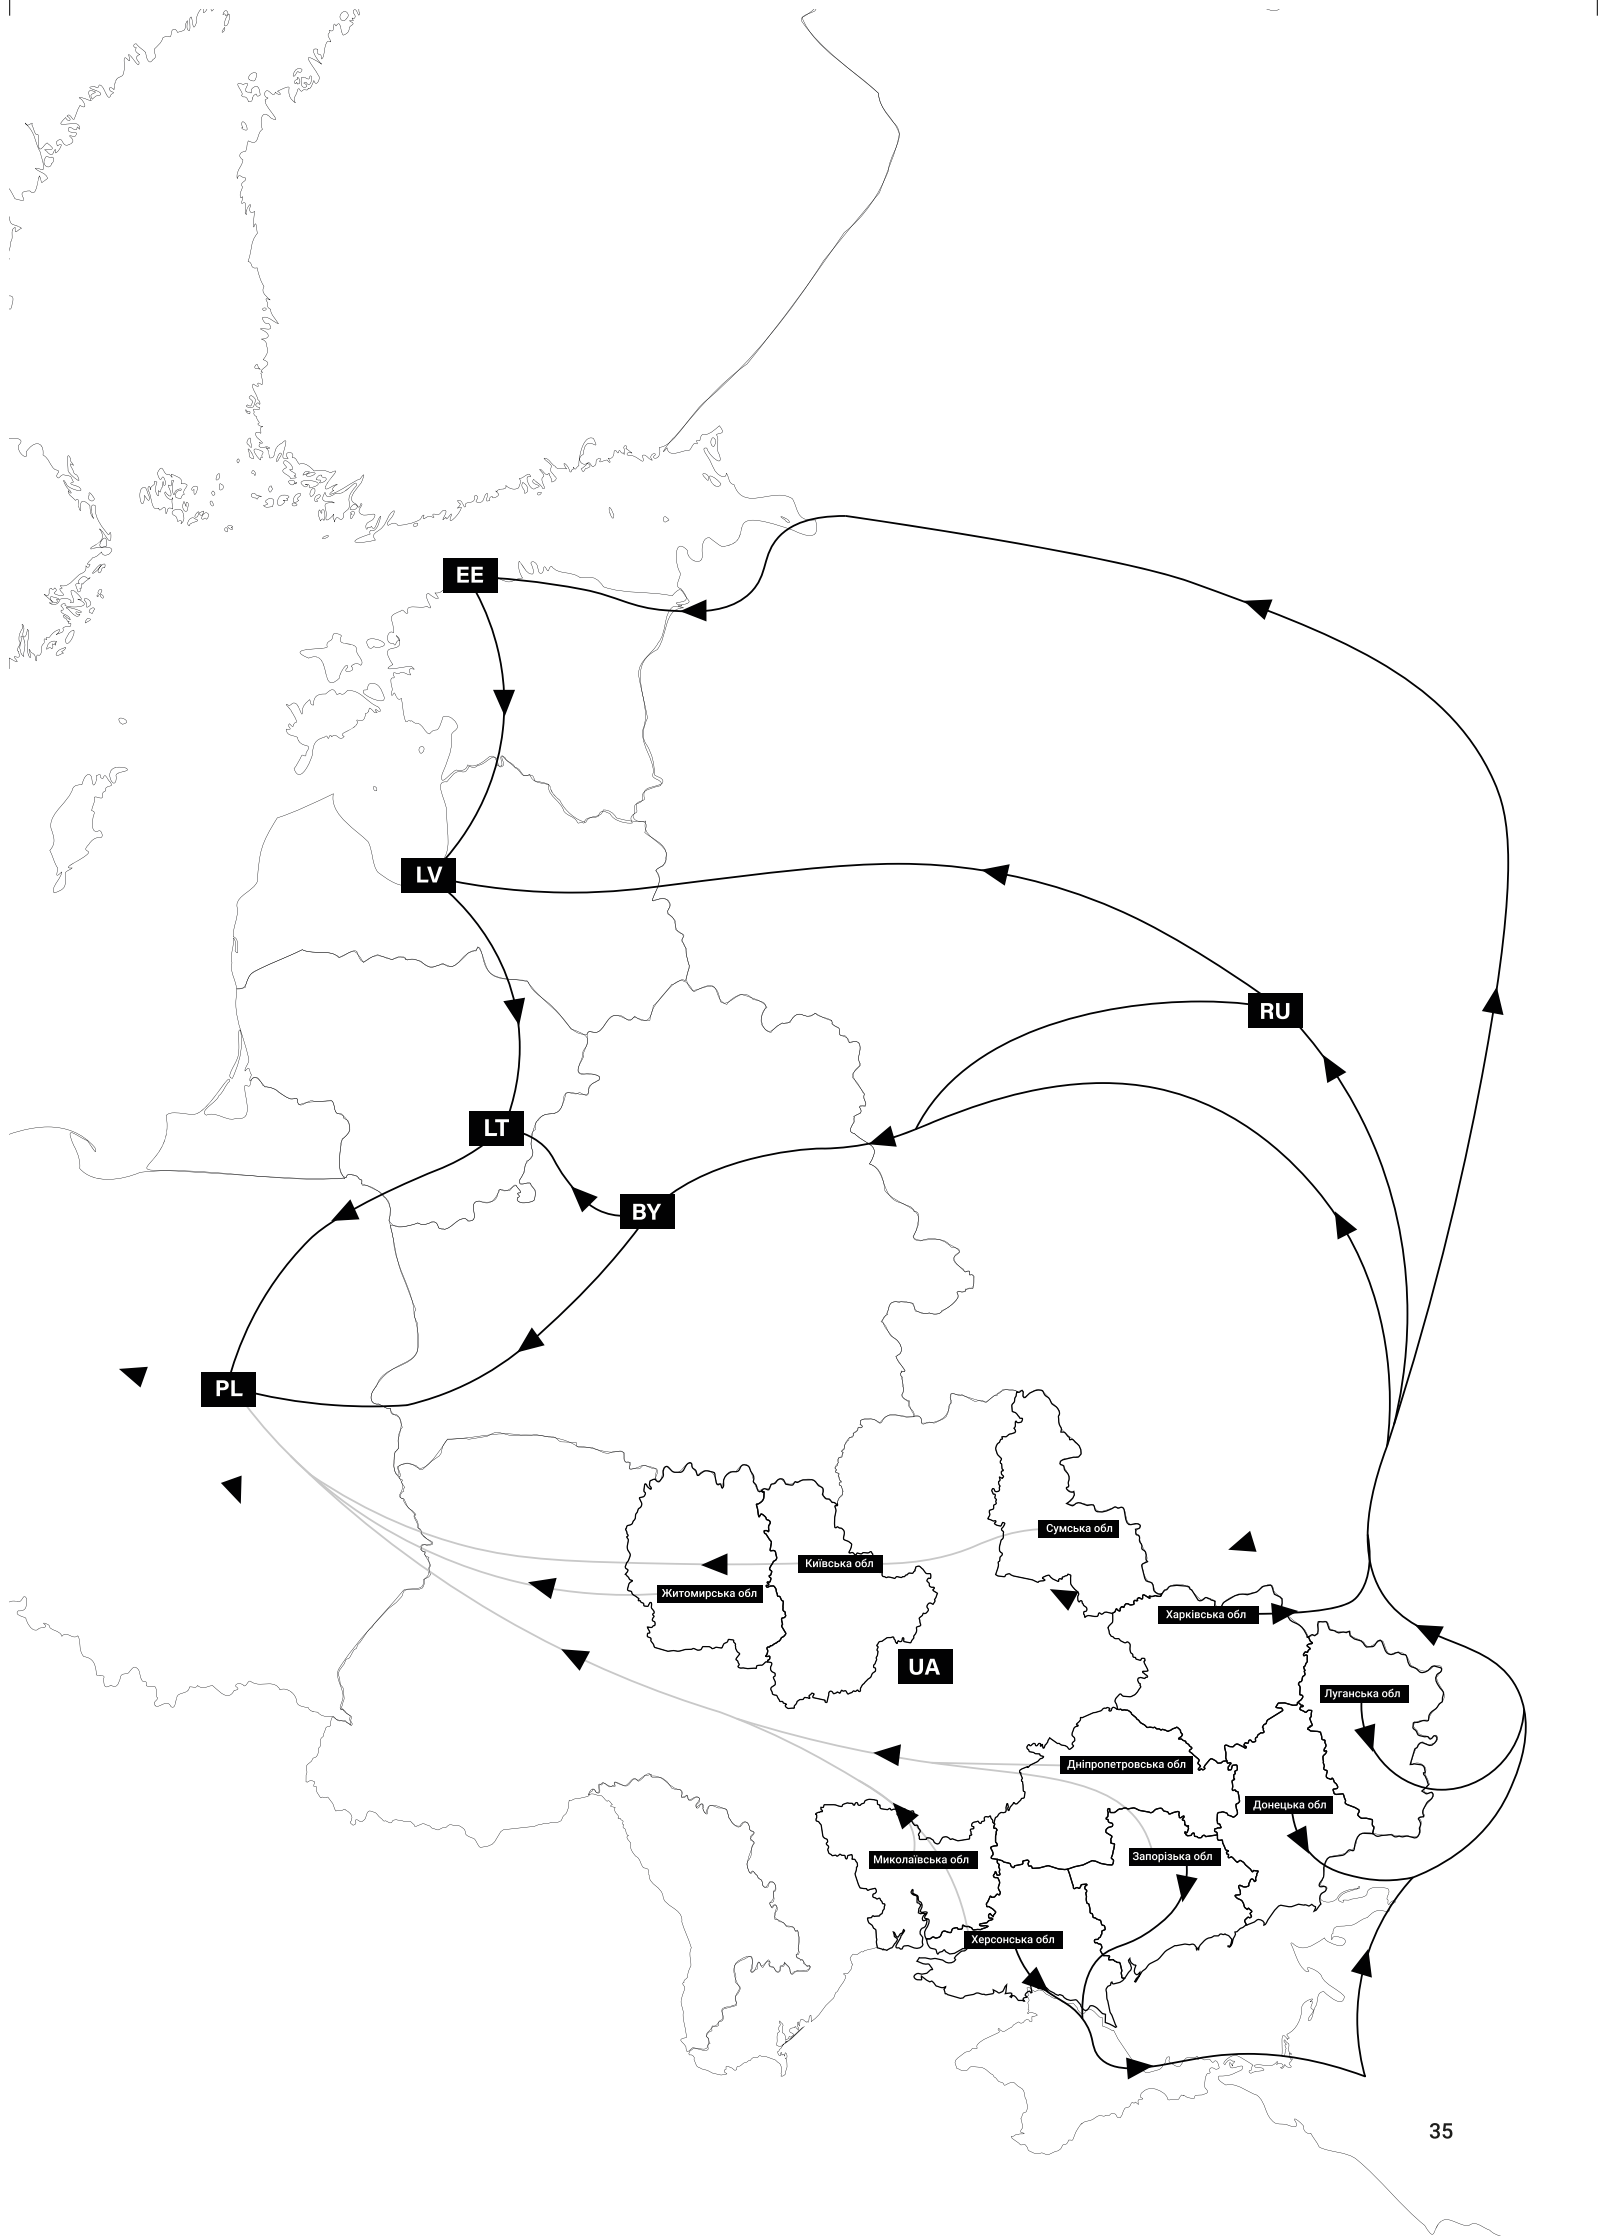 EE
LV
RU
LT
BY
PL
Сумська обл
Київська обл
Житомирська обл
Харківська обл
UA
Луганська обл
Дніпропетровська обл
Донецька обл
Миколаївська обл
Запорізька обл
Херсонська обл
35